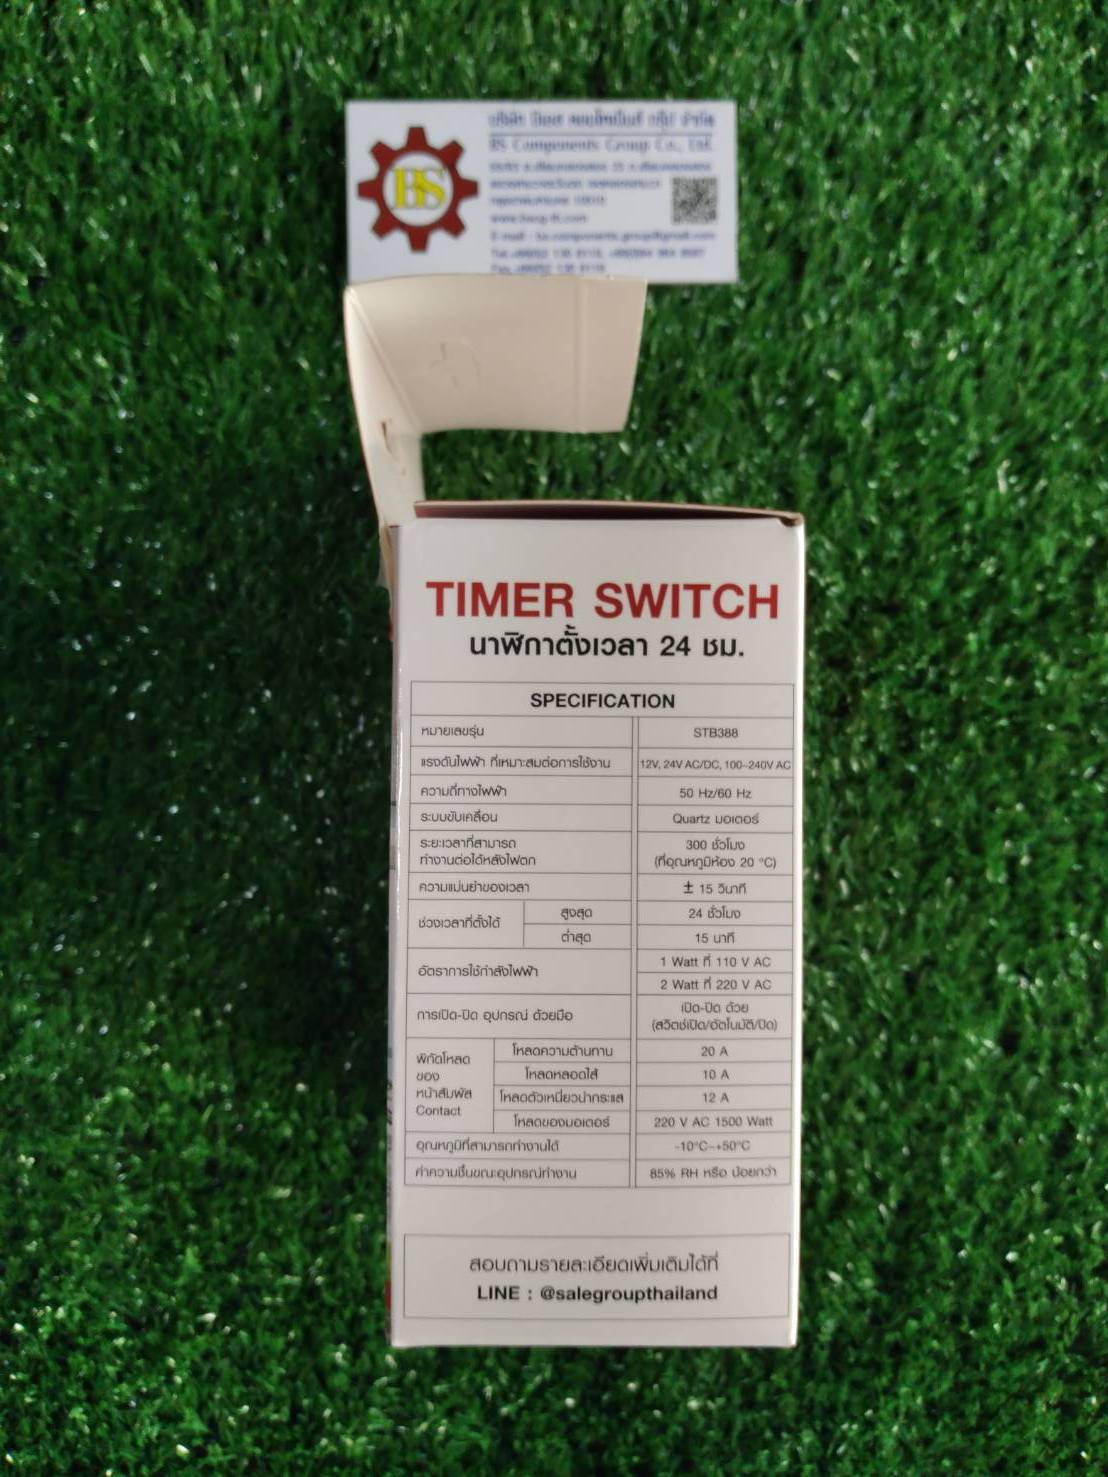 BS
BS Components Group Co., Ltd.
TIMER SWITCH
นาฬิกาตั้งเวลา 24 ชม.
SPECIFICATION
หมายเลขรุ่น STB388
แรงดันไฟฟ้า ที่เหมาะสมต่อการใช้งาน 12V, 24V AC/DC, 100~240V AC
ความถี่ทางไฟฟ้า 50 Hz/60 Hz
ระบบขับเคลื่อน Quartz มอเตอร์
ระยะเวลาที่สามารถ
ทำงานต่อได้หลังไฟตก
300 ชั่วโมง
(ที่อุณหภูมิห้อง 20 °C)
ความแม่นยำของเวลา ± 15 วินาที
ช่วงเวลาที่ตั้งได้
สูงสุด 24 ชั่วโมง
ต่ำสุด 15 นาที
อัตราการใช้กำลังไฟฟ้า
1 Watt ที่ 110 V AC
2 Watt ที่ 220 V AC
การเปิด-ปิด อุปกรณ์ ด้วยมือ
เปิด-ปิด ด้วย
(สวิตช์เปิด/อัตโนมัติ/ปิด)
พิกัดโหลด
ของ
หน้าสัมพัส
Contact
โหลดความต้านทาน 20 A
โหลดหลอดไส้ 10 A
โหลดตัวเหนี่ยวนำกระแส 12 A
โหลดของมอเตอร์ 220 V AC 1500 Watt
อุณหภูมิที่สามารถทำงานได้ -10°C~+50°C
ค่าความชื้นขณะอุปกรณ์ทำงาน 85% RH หรือ น้อยกว่า
สอบถามรายละเอียดเพิ่มเติมได้ที่
LINE : @salegroupthailand